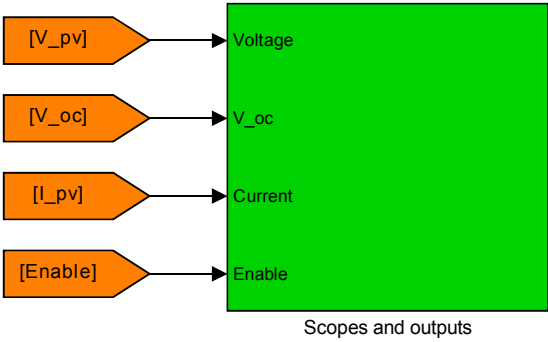 [V_pv]
Voltage
[V_oc]
V_oc
[I_pv]
Current
[Enable]
Enable
Scopes and outputs